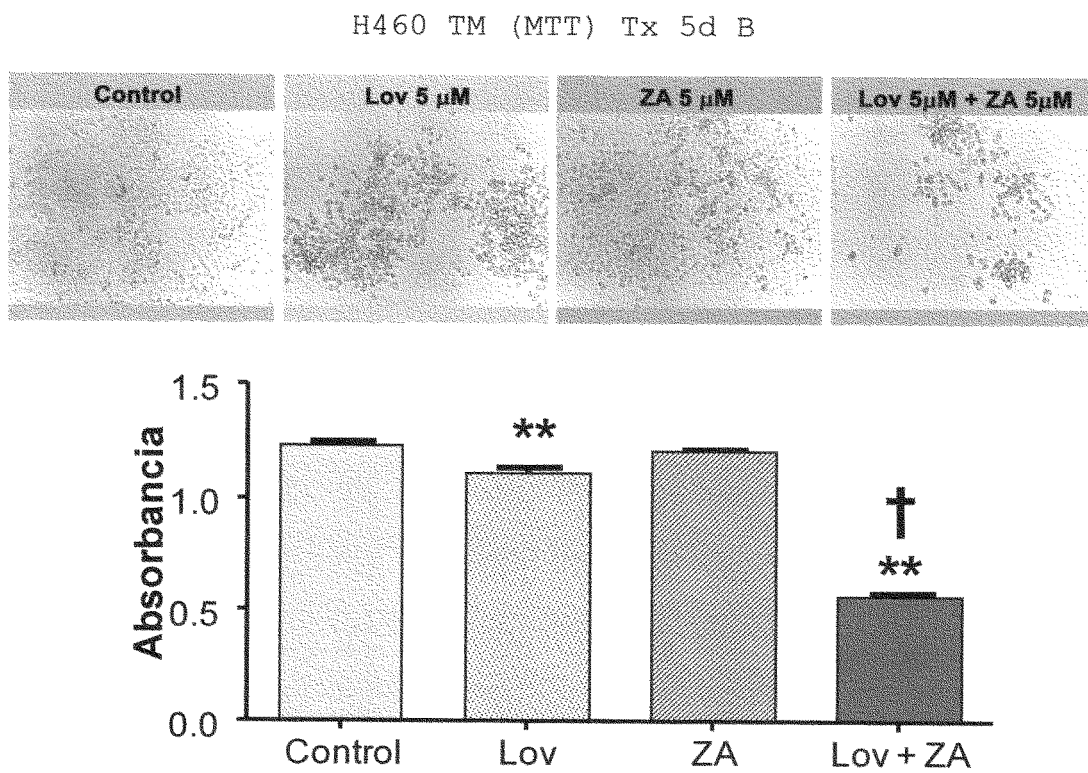 H460 TM (MTT) Tx 5d B
Control
Lov 5 μM
ZA 5 μM
Lov 5μM + ZA 5μM
Absorbancia
1.5
1.0
0.5
0.0
**
†
**
Control
Lov
ZA
Lov + ZA